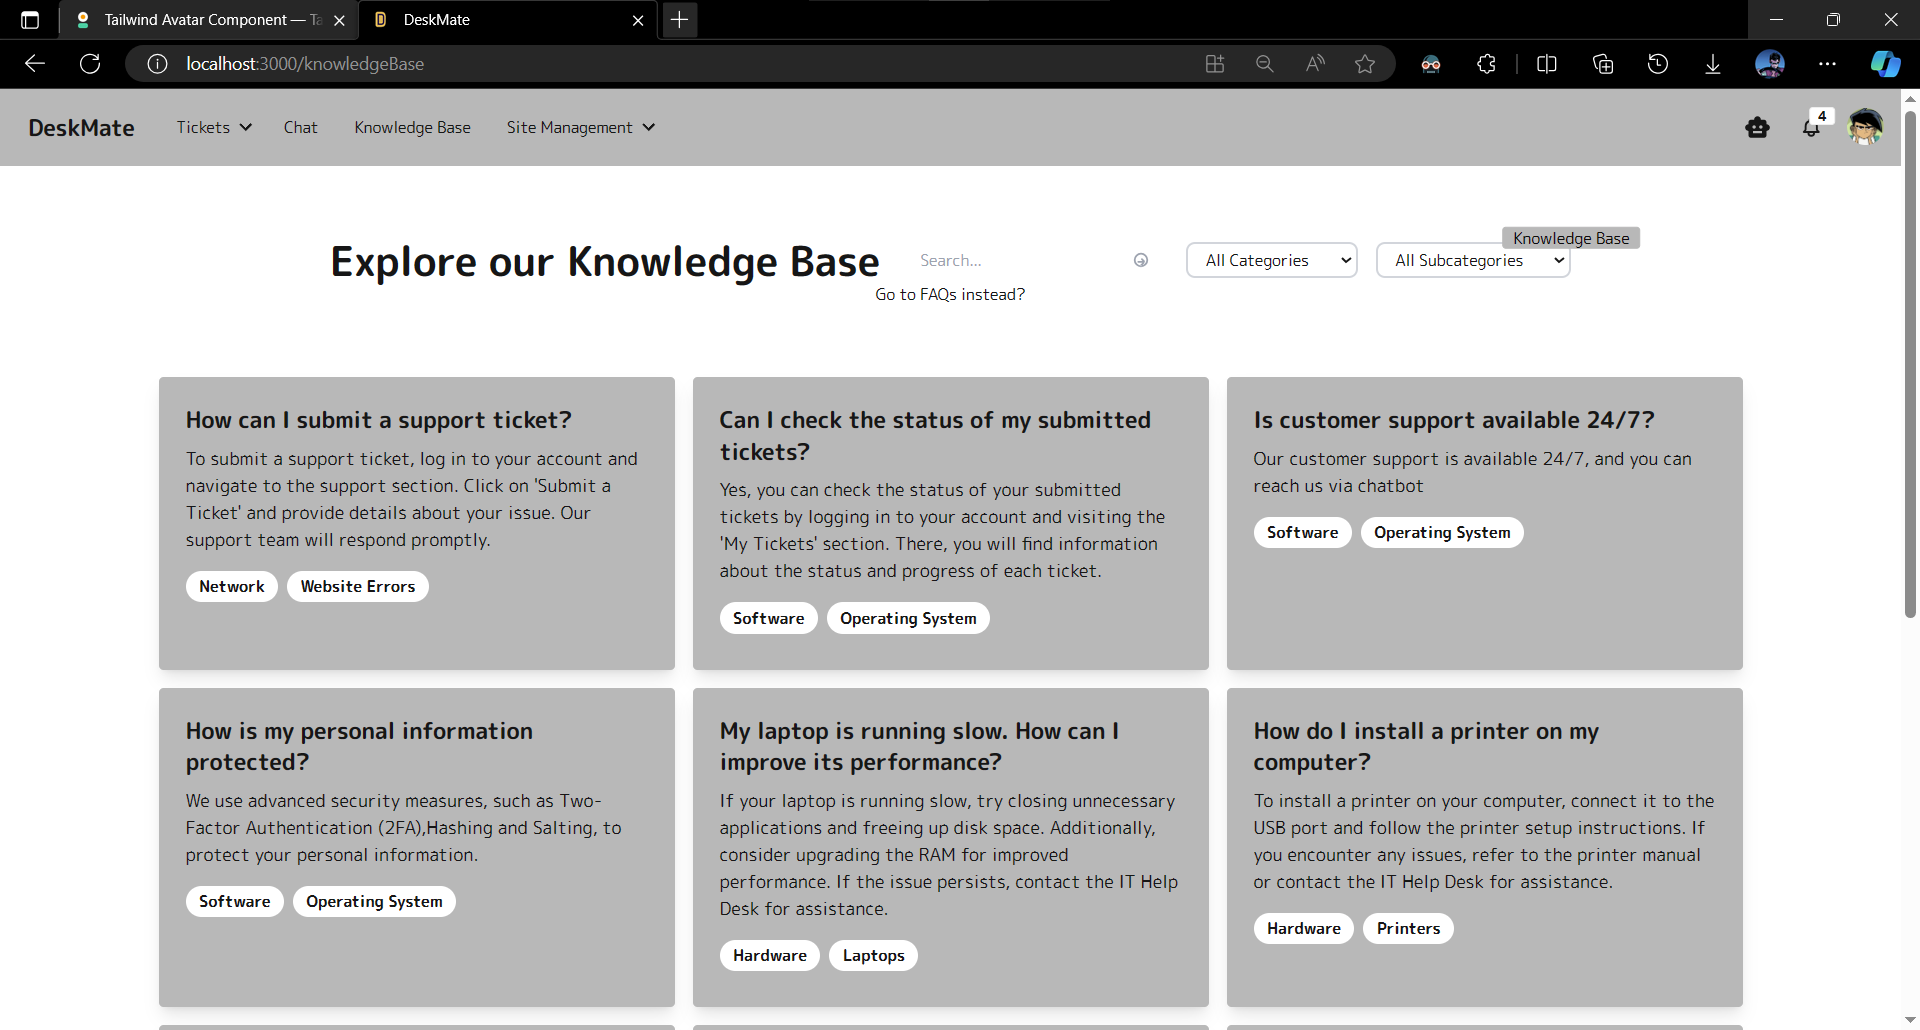 Tailwind Avatar Component — Ta
DeskMate
localhost:3000/knowledgeBase
DeskMate
Tickets
Chat
Knowledge Base
Site Management
4
Explore our Knowledge Base
Search...
All Categories
All Subcategories
Knowledge Base
Go to FAQs instead?
How can I submit a support ticket?
To submit a support ticket, log in to your account and
navigate to the support section. Click on 'Submit a
Ticket' and provide details about your issue. Our
support team will respond promptly.
Network
Website Errors
Can I check the status of my submitted
tickets?
Yes, you can check the status of your submitted
tickets by logging in to your account and visiting the
'My Tickets' section. There, you will find information
about the status and progress of each ticket.
Software
Operating System
Is customer support available 24/7?
Our customer support is available 24/7, and you can
reach us via chatbot
Software
Operating System
How is my personal information
protected?
We use advanced security measures, such as Two-
Factor Authentication (2FA),Hashing and Salting, to
protect your personal information.
Software
Operating System
My laptop is running slow. How can I
improve its performance?
If your laptop is running slow, try closing unnecessary
applications and freeing up disk space. Additionally,
consider upgrading the RAM for improved
performance. If the issue persists, contact the IT Help
Desk for assistance.
Hardware
Laptops
How do I install a printer on my
computer?
To install a printer on your computer, connect it to the
USB port and follow the printer setup instructions. If
you encounter any issues, refer to the printer manual
or contact the IT Help Desk for assistance.
Hardware
Printers